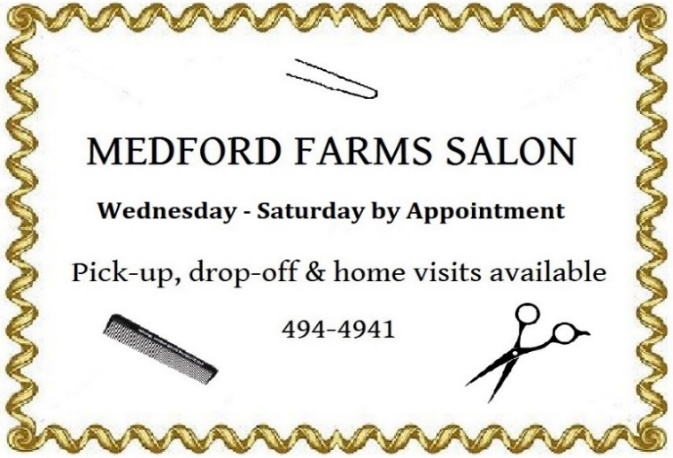 MEDFORD FARMS SALON
Wednesday - Saturday by Appointment
Pick-up, drop-off & home visits available
494-4941